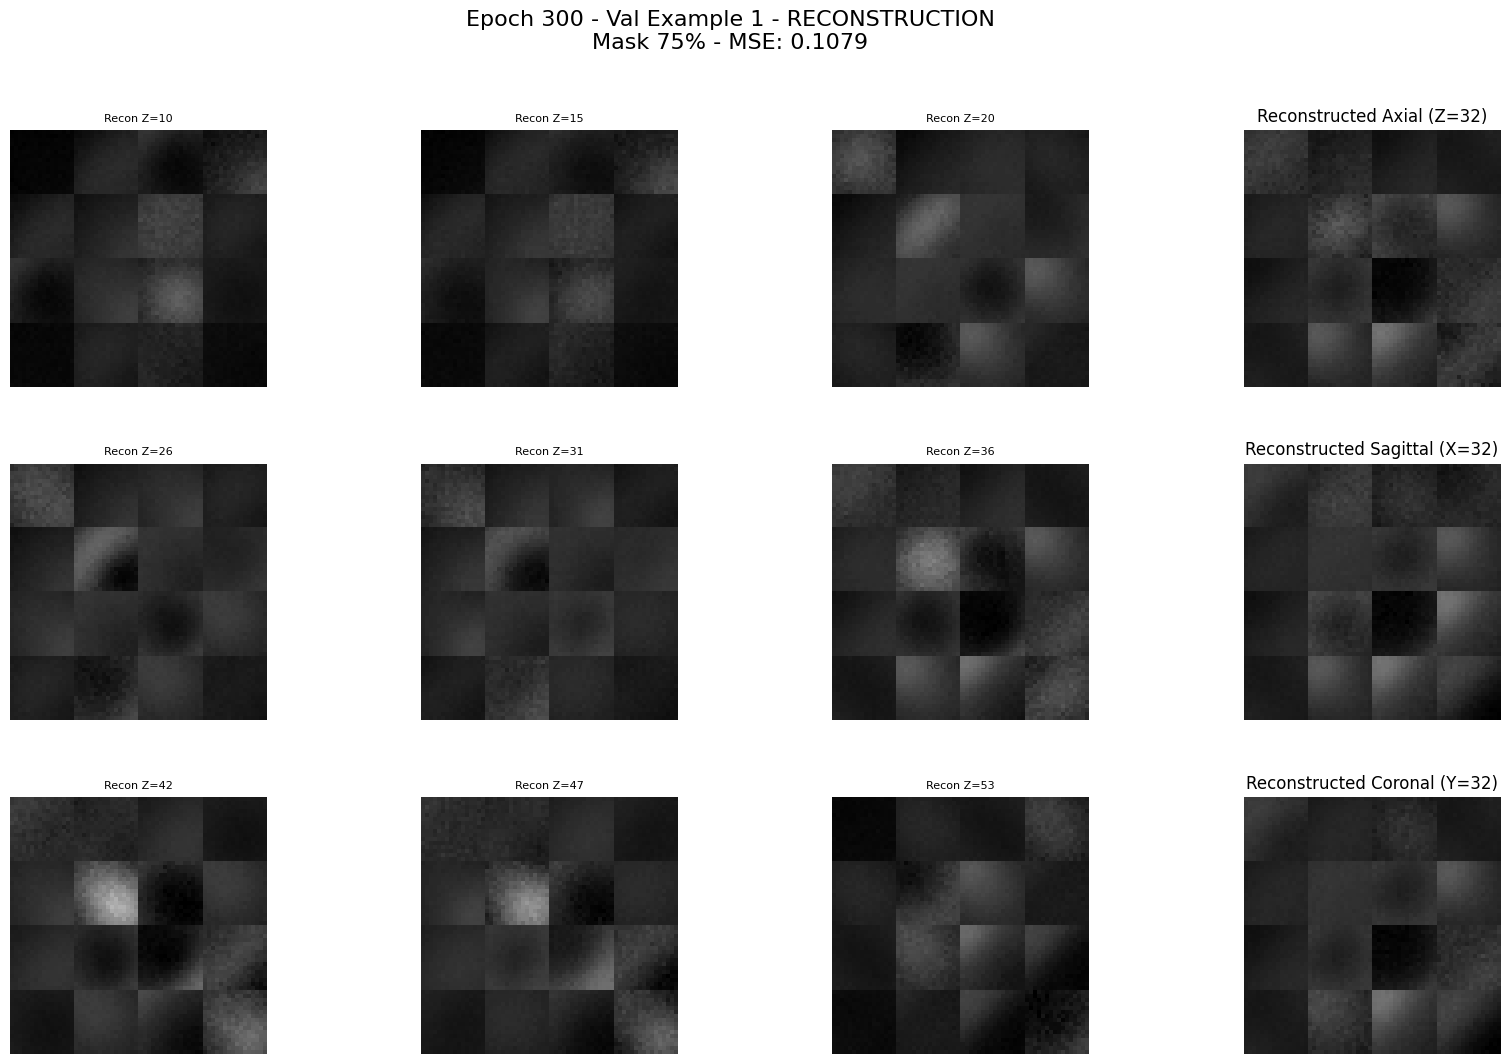 Epoch 300 - Val Example 1 - RECONSTRUCTION
Mask 75% - MSE: 0.1079
Recon Z=10
Recon Z=15
Recon Z=20
Reconstructed Axial (Z=32)
Recon Z=26
Recon Z=31
Recon Z=36
Reconstructed Sagittal (X=32)
Recon Z=42
Recon Z=47
Recon Z=53
Reconstructed Coronal (Y=32)